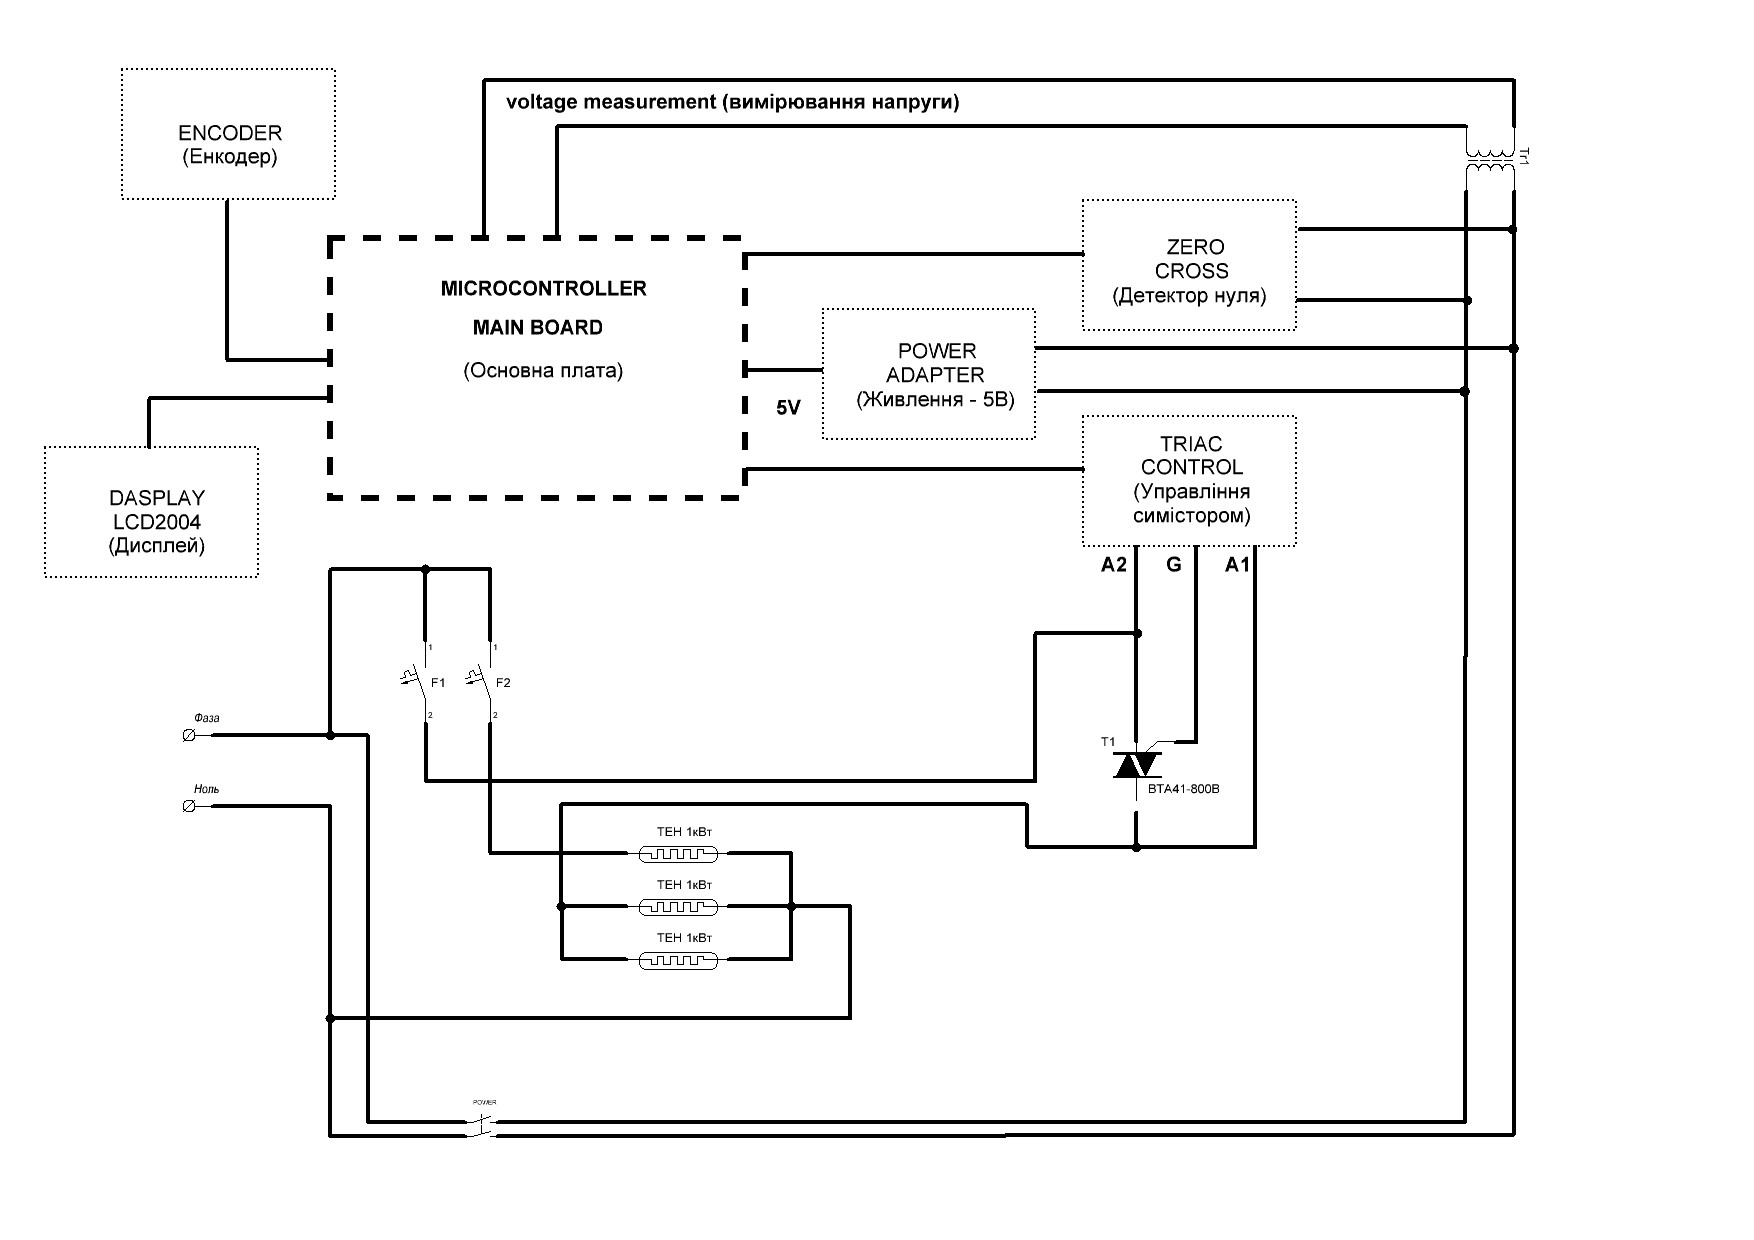 voltage measurement (вимірювання напруги)
ENCODER
(Енкодер)
Tr1
ZERO
CROSS
(Детектор нуля)
MICROCONTROLLER
MAIN BOARD
(Основна плата)
POWER
ADAPTER
(Живлення - 5В)
5V
TRIAC
CONTROL
(Управління
симістором)
DASPLAY
LCD2004
(Дисплей)
A2
G
A1
1
1
F1
F2
2
2
Фаза
T1
Ноль
BTA41-800B
ТЕН 1кВт
ТЕН 1кВт
ТЕН 1кВт
POWER